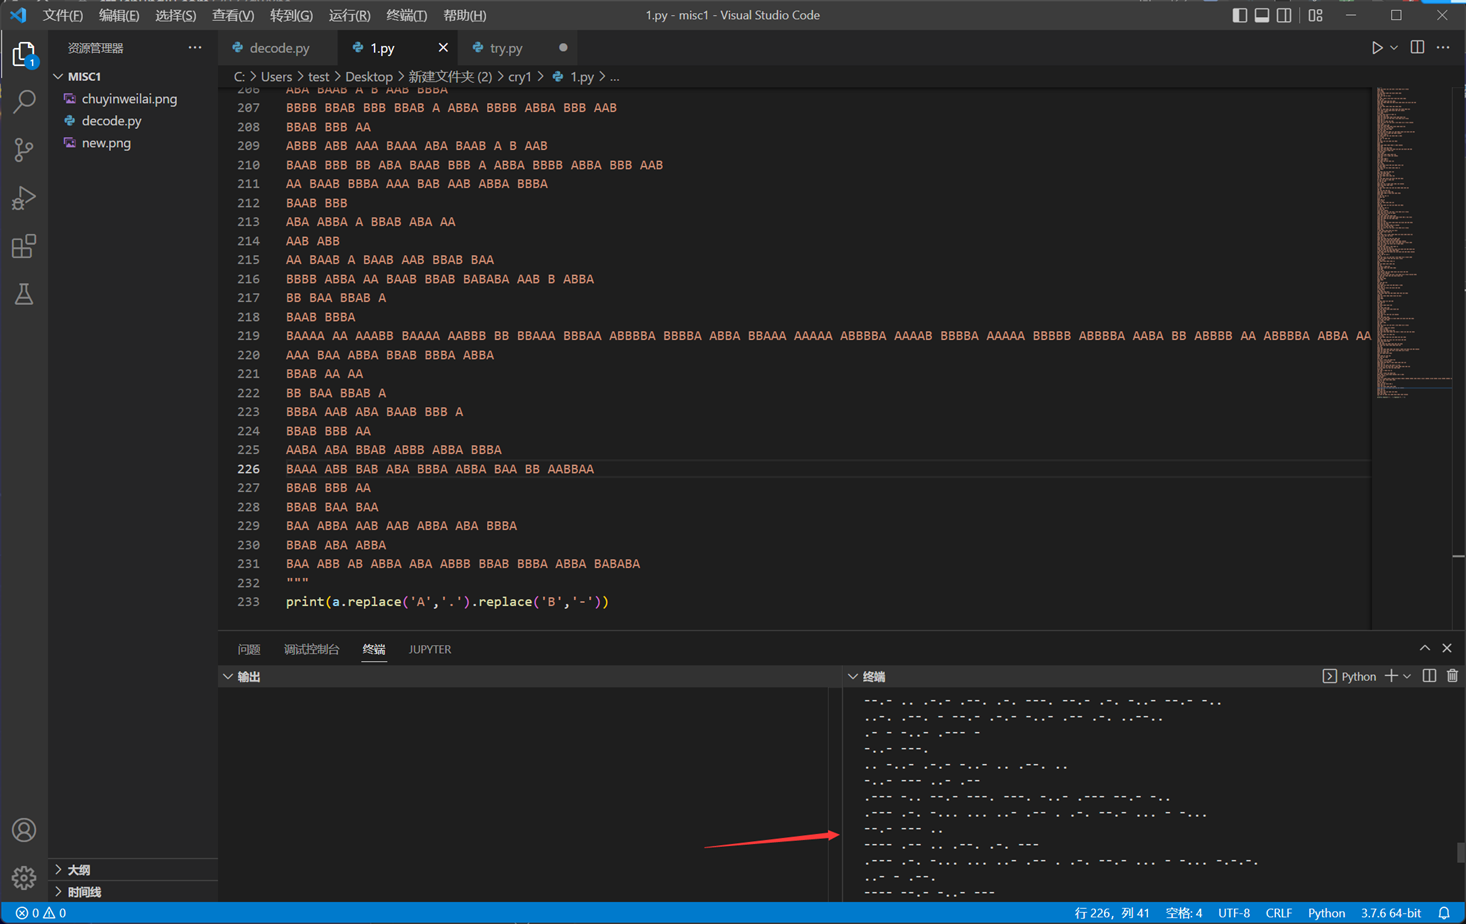 文件(F) 编辑(E) 选择(S) 查看(V) 转到(G) 运行(R) 终端(T) 帮助(H) 1.py - misc1 - Visual Studio Code
资源管理器 ···
MISC1
chuyinweilai.png
decode.py
new.png
大纲
时间线
decode.py 1.py try.py
C: > Users > test > Desktop > 新建文件夹 (2) > cry1 > 1.py > ...
206 ABA BAAB A B AAB BBBA
207 BBBB BBAB BBB BBAB A ABBA BBBB ABBA BBB AAB
208 BBAB BBB AA
209 ABBB ABB AAA BAAA ABA BAAB A B AAB
210 BAAB BBB BB ABA BAAB BBB A ABBA BBBB ABBA BBB AAB
211 AA BAAB BBBA AAA BAB AAB ABBA BBBA
212 BAAB BBB
213 ABA ABBA A BBAB ABA AA
214 AAB ABB
215 AA BAAB A BAAB AAB BBAB BAA
216 BBBB ABBA AA BAAB BBAB BABABA AAB B ABBA
217 BB BAA BBAB A
218 BAAB BBBA
219 BAAAA AA AAABB BAAAA AABBB BB BBAAA BBBAA ABBBBA BBBBA ABBA BBAAA AAAAA ABBBBA AAAAB BBBBA AAAAA BBBBB ABBBBA AABA BB ABBBB AA ABBBBA ABBA AA
220 AAA BAA ABBA BBAB BBBA ABBA
221 BBAB AA AA
222 BB BAA BBAB A
223 BBBA AAB ABA BAAB BBB A
224 BBAB BBB AA
225 AABA ABA BBAB ABBB ABBA BBBA
226 BAAA ABB BAB ABA BBBA ABBA BAA BB AABBAA
227 BBAB BBB AA
228 BBAB BAA BAA
229 BAA ABBA AAB AAB ABBA ABA BBBA
230 BBAB ABA ABBA
231 BAA ABB AB ABBA ABA ABBB BBAB BBBA ABBA BABABA
232 """
233 print(a.replace('A','.').replace('B','-'))
问题 调试控制台 终端 JUPYTER
输出
终端 Python
--.- .. .-.- .--. .-. ---. --.- .-. -..- --.- -..
..-. .--. - --.- .-.- -..- .-- .-. ..--..
.- - -..- .--- -
-..- ---.
.. -..- .-.- -..- .. .--. ..
-..- --- ..- .--
.--- -.. --.- ---. ---. -..- .--- --.- -..
.--- .-. -... ... ..- .-- . .-. --.- ... - -...
--.- --- ..
---- .-- .. .--. .-. ---
.--- .-. -... ... ..- .-- . .-. --.- ... - -... -.-.-.
..- - .--.
---- --.- -..- ---
0 0
行 226，列 41 空格: 4 UTF-8 CRLF Python 3.7.6 64-bit